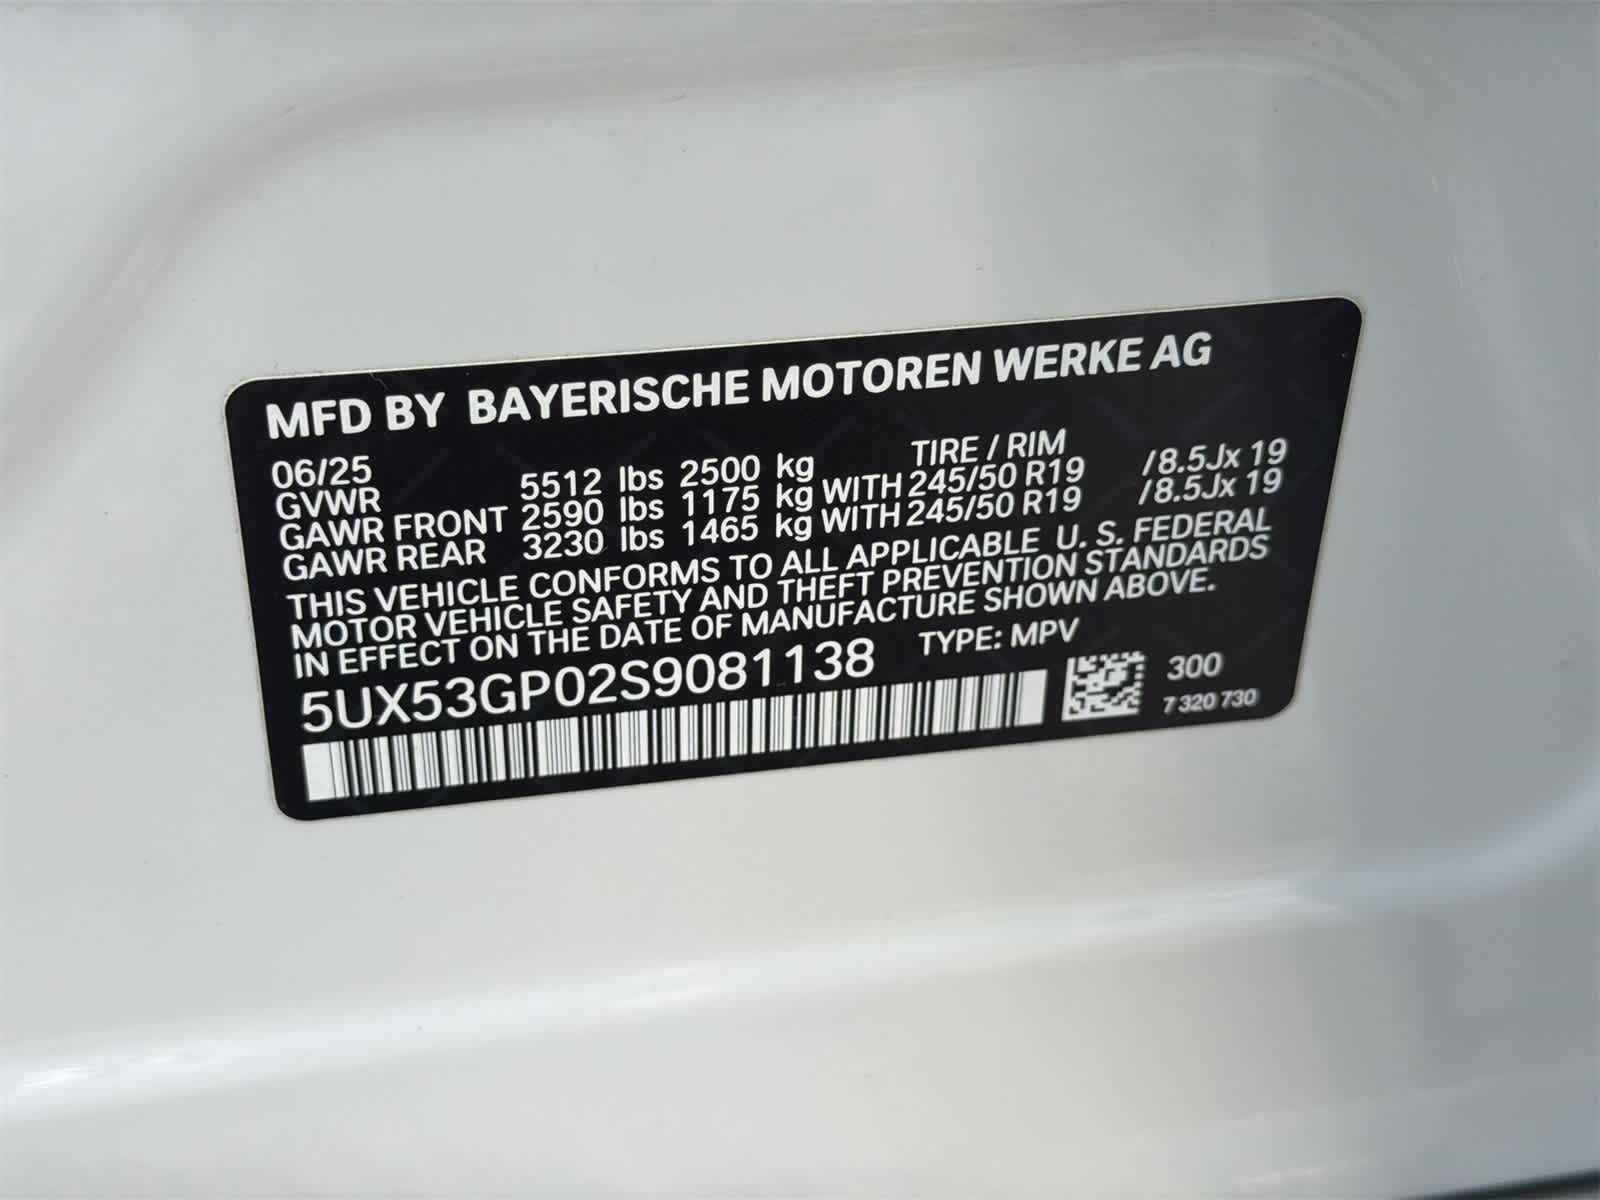 MFD BY BAYERISCHE MOTOREN WERKE AG
06/25 TIRE / RIM
GVWR 5512 lbs 2500 kg
GAWR FRONT 2590 lbs 1175 kg WITH 245/50 R19 /8.5Jx 19
GAWR REAR 3230 lbs 1465 kg WITH 245/50 R19 /8.5Jx 19
THIS VEHICLE CONFORMS TO ALL APPLICABLE U. S. FEDERAL
MOTOR VEHICLE SAFETY AND THEFT PREVENTION STANDARDS
IN EFFECT ON THE DATE OF MANUFACTURE SHOWN ABOVE.
5UX53GP02S9081138 TYPE: MPV
300
7 320 730